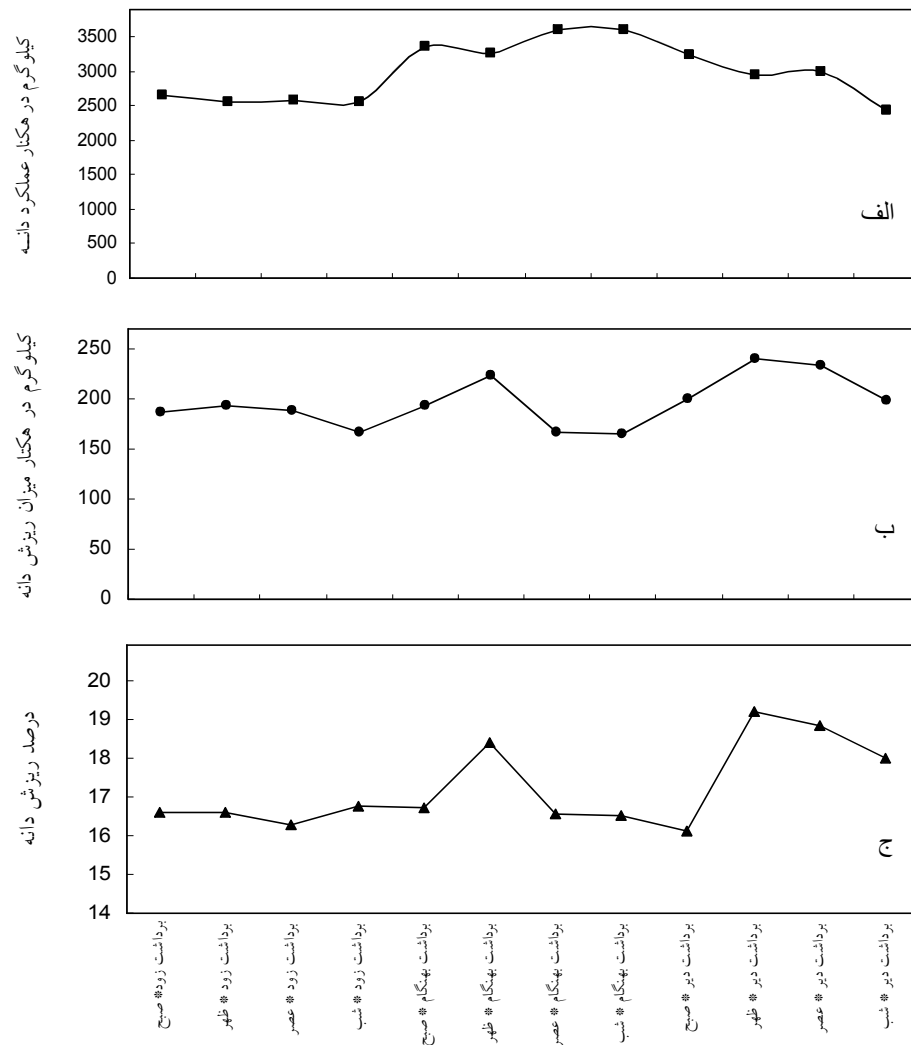 کیلوگرم در هکتار عملکرد دانه
3500
3000
2500
2000
1500
1000
500
0
الف
کیلوگرم در هکتار میزان ریزش دانه
250
200
150
100
50
0
ب
درصد ریزش دانه
20
19
18
17
16
15
14
ج
برداشت زود* صبح
برداشت زود * ظهر
برداشت زود * عصر
برداشت زود * شب
برداشت بهنگام * صبح
برداشت بهنگام * ظهر
برداشت بهنگام * عصر
برداشت بهنگام * شب
برداشت دیر * صبح
برداشت دیر * ظهر
برداشت دیر * عصر
برداشت دیر * شب